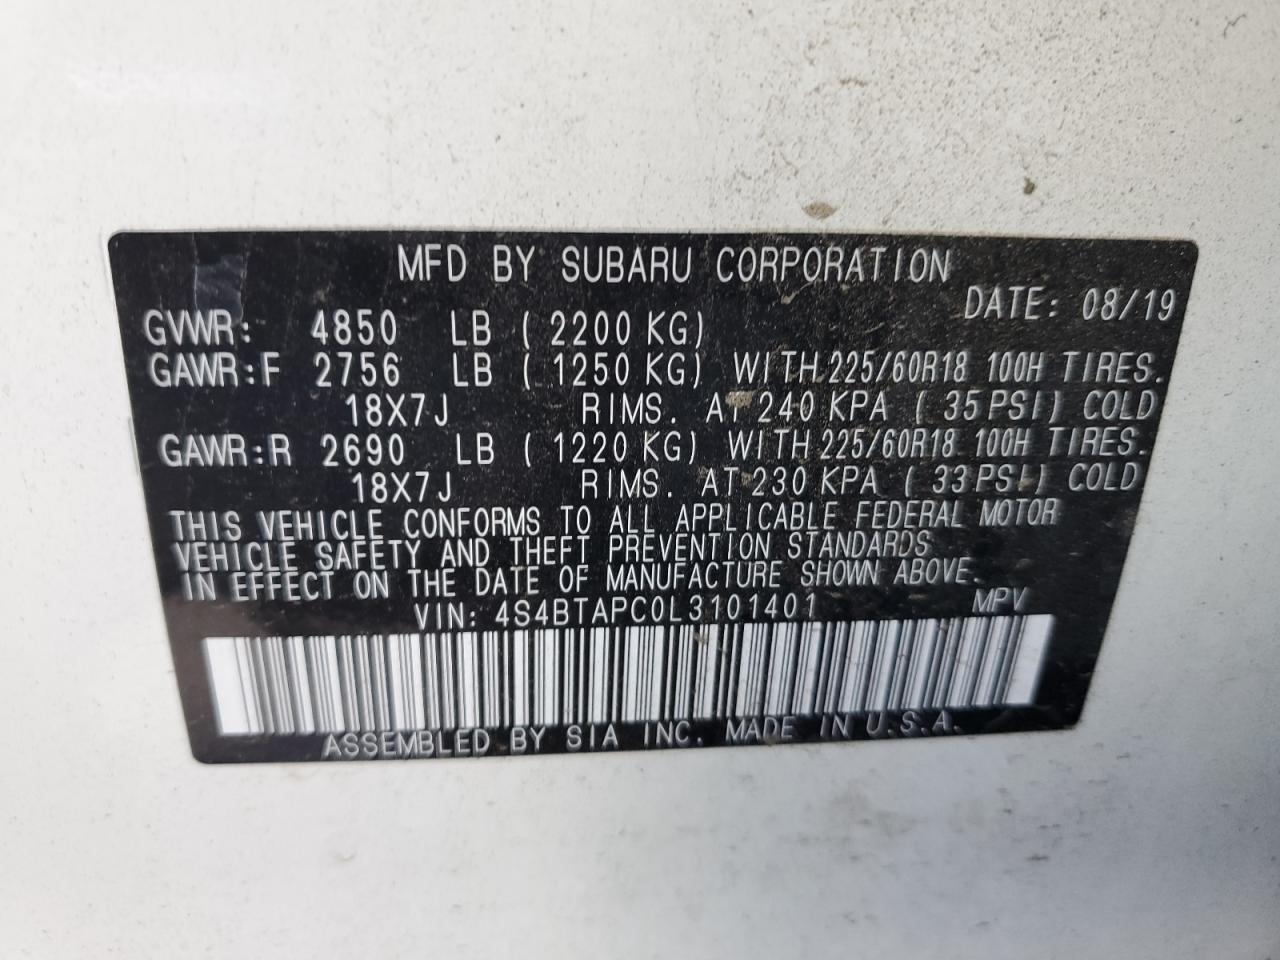 MFD BY SUBARU CORPORATION
DATE: 08/19
GVWR: 4850 LB ( 2200 KG)
GAWR:F 2756 LB ( 1250 KG) WITH 225/60R18 100H TIRES.
18X7J RIMS. AT 240 KPA ( 35 PSI) COLD
GAWR:R 2690 LB ( 1220 KG) WITH 225/60R18 100H TIRES.
18X7J RIMS. AT 230 KPA ( 33 PSI) COLD
THIS VEHICLE CONFORMS TO ALL APPLICABLE FEDERAL MOTOR
VEHICLE SAFETY AND THEFT PREVENTION STANDARDS
IN EFFECT ON THE DATE OF MANUFACTURE SHOWN ABOVE.
VIN: 4S4BTAPC0L3101401 MPV
ASSEMBLED BY SIA INC. MADE IN U.S.A.